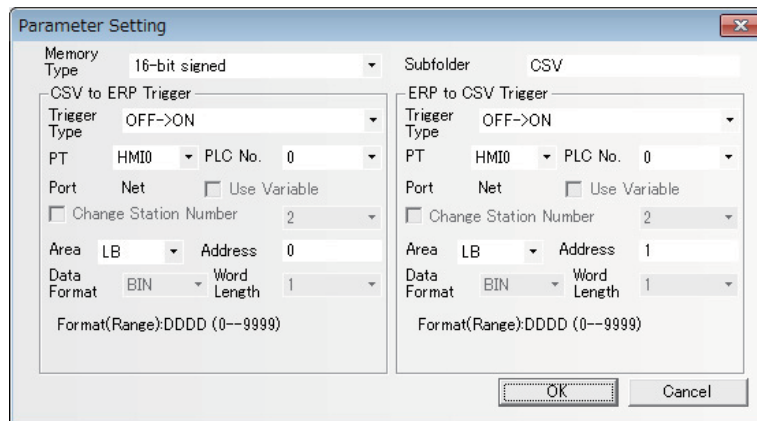 Parameter Setting
Memory Type 16-bit signed Subfolder CSV
CSV to ERP Trigger
Trigger Type OFF->ON
PT HMI0 PLC No. 0
Port Net Use Variable
Change Station Number 2
Area LB Address 0
Data Format BIN Word Length 1
Format(Range):DDDD (0--9999)
ERP to CSV Trigger
Trigger Type OFF->ON
PT HMI0 PLC No. 0
Port Net Use Variable
Change Station Number 2
Area LB Address 1
Data Format BIN Word Length 1
Format(Range):DDDD (0--9999)
OK Cancel